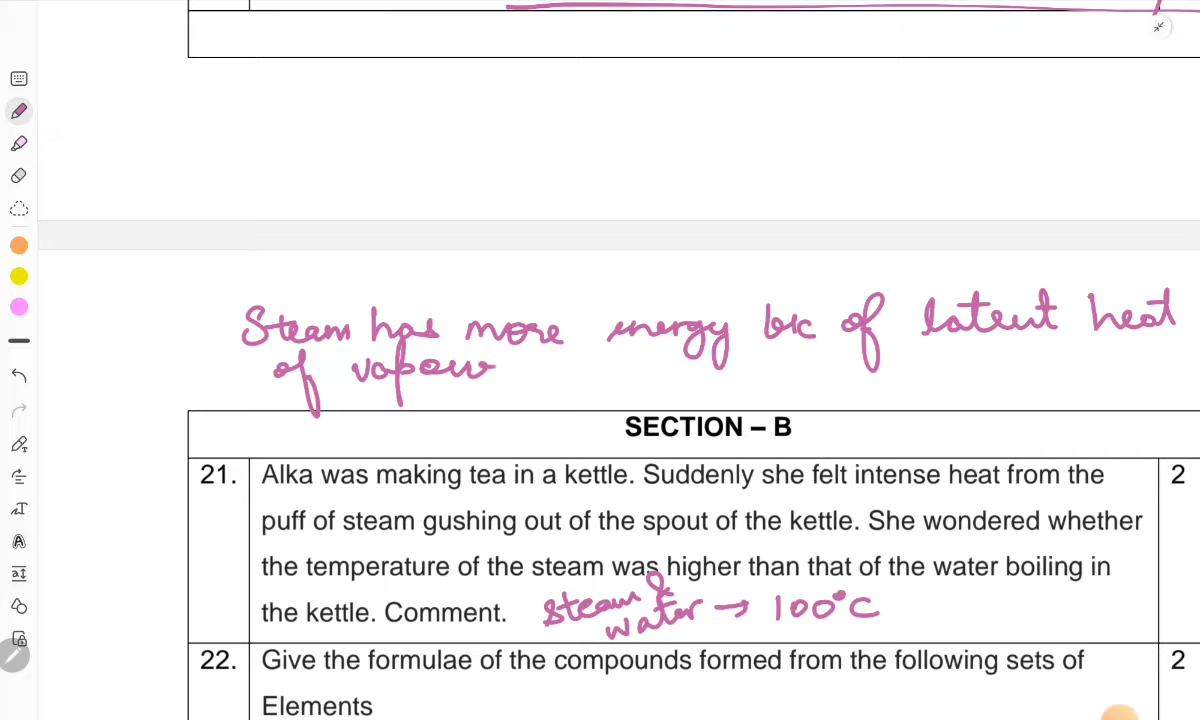 Steam has more energy b/c of latent heat
of vapour
SECTION – B
21. Alka was making tea in a kettle. Suddenly she felt intense heat from the 2
puff of steam gushing out of the spout of the kettle. She wondered whether
the temperature of the steam was higher than that of the water boiling in
the kettle. Comment. steam &
water → 100°C
22. Give the formulae of the compounds formed from the following sets of 2
Elements